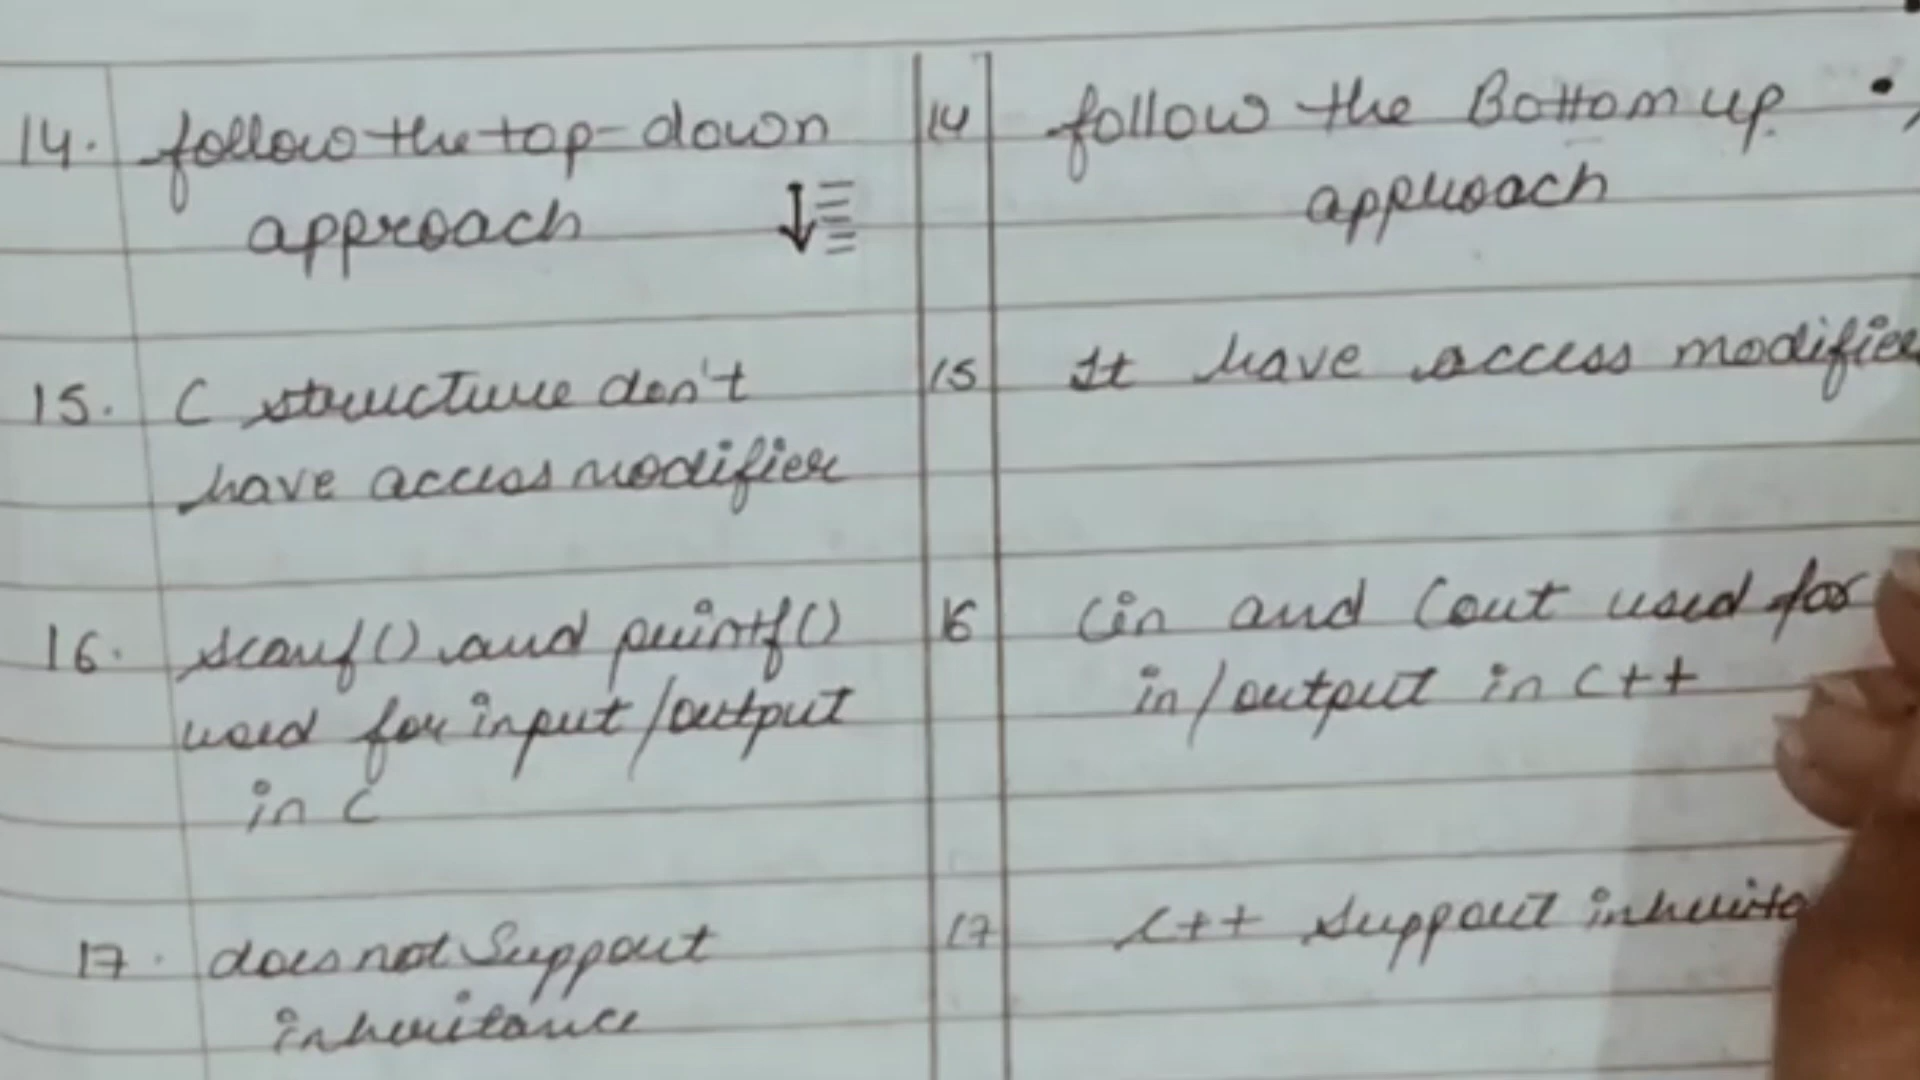 14. follow the top-down
approach
15. C structure don't
have access modifier
16. scanf() and printf()
used for input/output
in C
17. does not Support
inheritance
14 follow the Bottom up
approach
15 It have access modifier
16 Cin and Cout used for
in/output in C++
17 C++ support